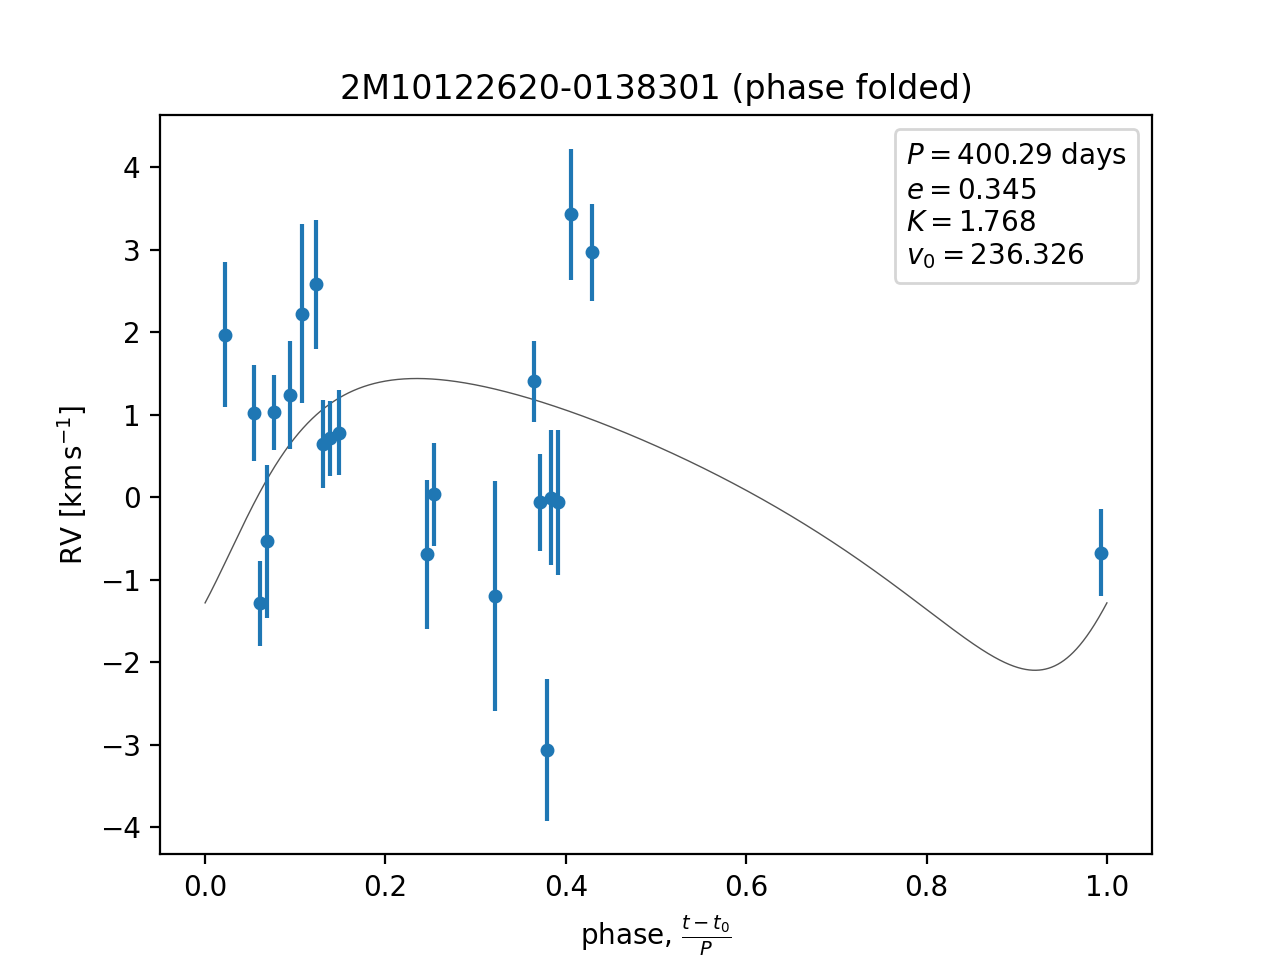 2M10122620-0138301 (phase folded)
P = 400.29 days
e = 0.345
K = 1.768
v₀ = 236.326
4
3
2
1
0
−1
−2
−3
−4
RV [km s⁻¹]
0.0 0.2 0.4 0.6 0.8 1.0
phase, (t − t₀)/P